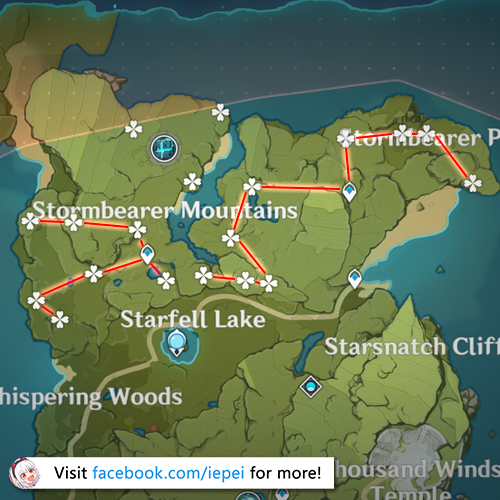 Stormbearer P
Stormbearer Mountains
Starfell Lake
Starsnatch Cliff
hispering Woods
housand Winds
Temple
Visit facebook.com/iepei for more!